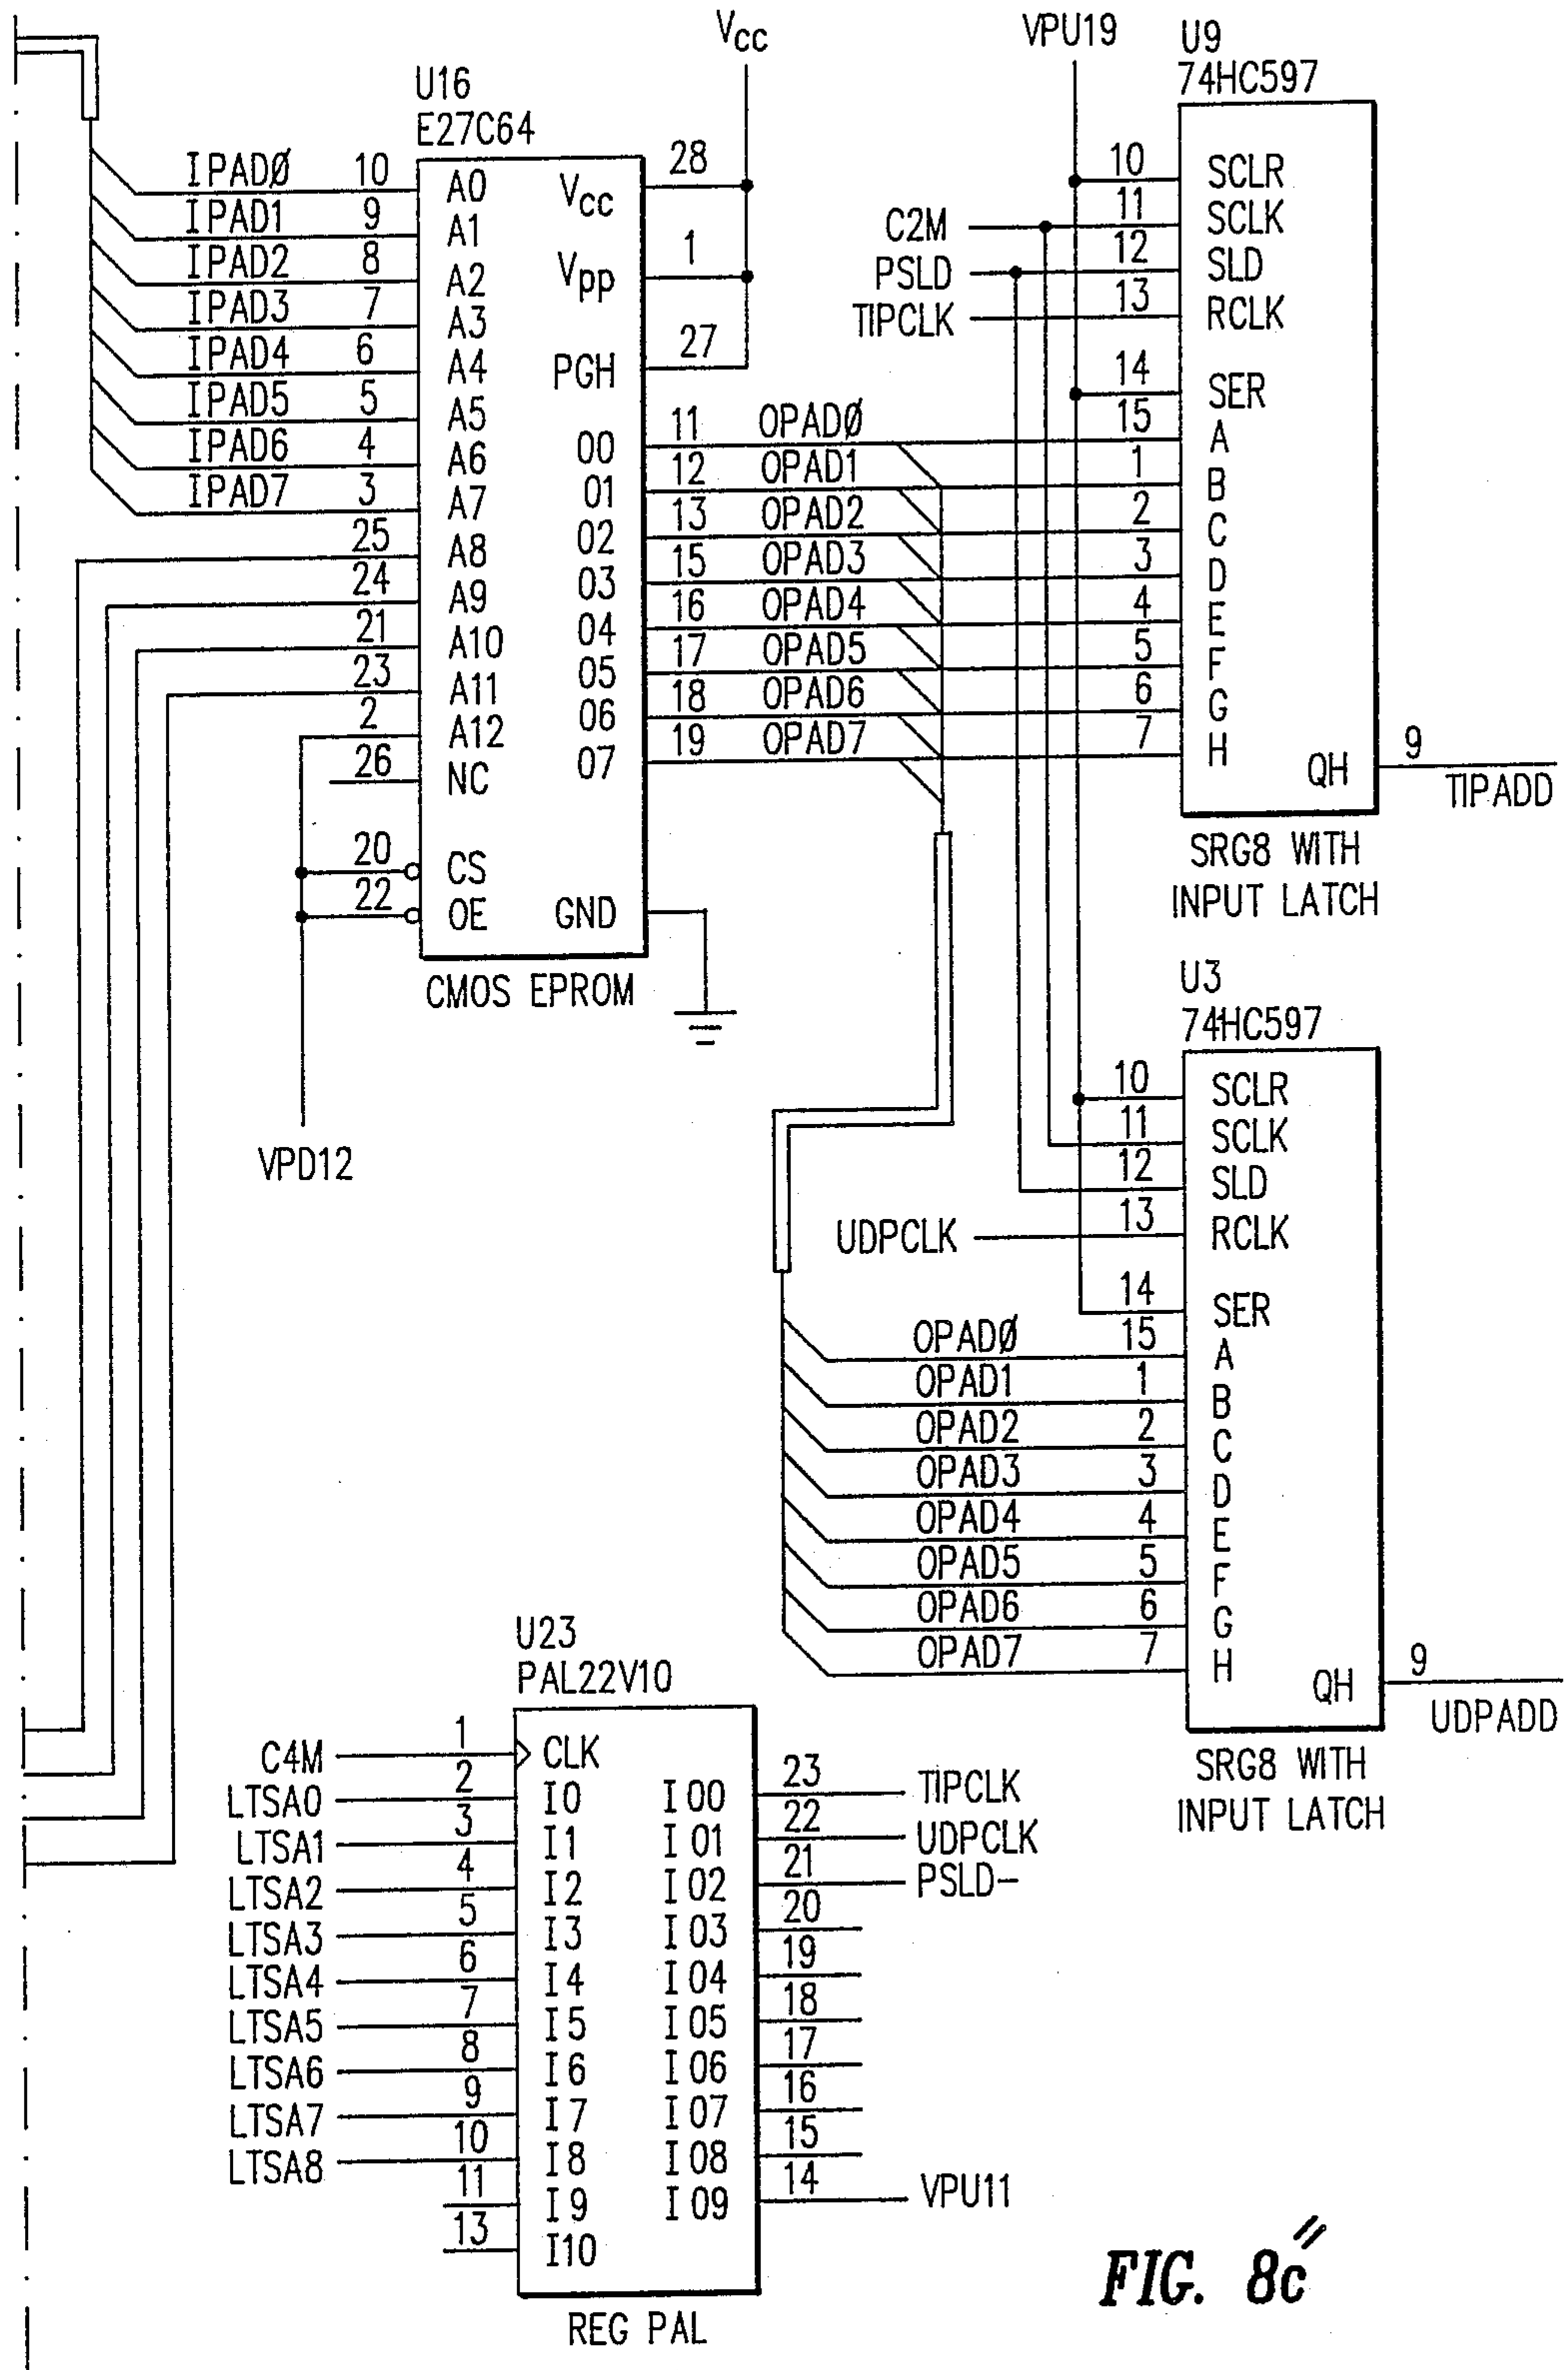 Vcc
VPU19
U9
74HC597
U16
E27C64
IPADØ 10 A0
IPAD1 9 A1
IPAD2 8 A2
IPAD3 7 A3
IPAD4 6 A4
IPAD5 5 A5
IPAD6 4 A6
IPAD7 3 A7
25 A8
24 A9
21 A10
23 A11
2 A12
26 NC
20 CS
22 OE
Vcc 28
Vpp 1
PGH 27
00 11 OPADØ
01 12 OPAD1
02 13 OPAD2
03 15 OPAD3
04 16 OPAD4
05 17 OPAD5
06 18 OPAD6
07 19 OPAD7
GND
CMOS EPROM
VPD12
10 SCLR
C2M 11 SCLK
PSLD 12 SLD
TIPCLK 13 RCLK
14 SER
15 A
1 B
2 C
3 D
4 E
5 F
6 G
7 H
QH 9
TIPADD
SRG8 WITH
INPUT LATCH
U3
74HC597
10 SCLR
11 SCLK
12 SLD
UDPCLK 13 RCLK
14 SER
OPADØ 15 A
OPAD1 1 B
OPAD2 2 C
OPAD3 3 D
OPAD4 4 E
OPAD5 5 F
OPAD6 6 G
OPAD7 7 H
QH 9
UDPADD
SRG8 WITH
INPUT LATCH
U23
PAL22V10
C4M 1 CLK
LTSA0 2 I0
LTSA1 3 I1
LTSA2 4 I2
LTSA3 5 I3
LTSA4 6 I4
LTSA5 7 I5
LTSA6 8 I6
LTSA7 9 I7
LTSA8 10 I8
11 I9
13 I10
I00 23 TIPCLK
I01 22 UDPCLK
I02 21 PSLD-
I03 20
I04 19
I05 18
I06 17
I07 16
I08 15
I09 14 VPU11
REG PAL
FIG. 8c"